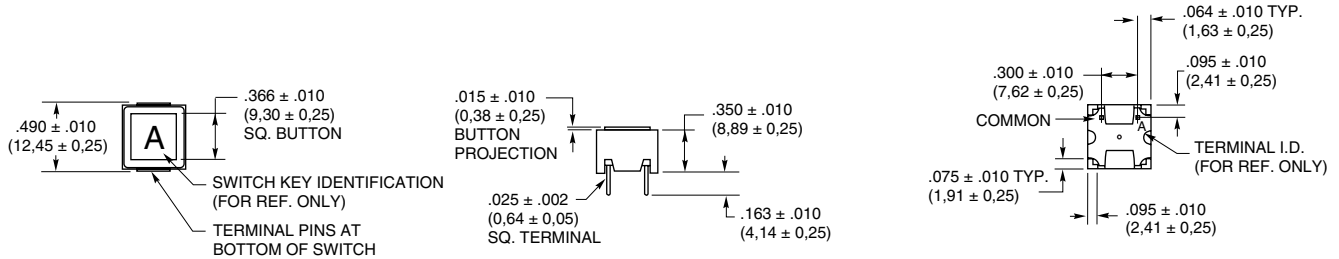 .490 ± .010
(12,45 ± 0,25)
A
.366 ± .010
(9,30 ± 0,25)
SQ. BUTTON
SWITCH KEY IDENTIFICATION
(FOR REF. ONLY)
TERMINAL PINS AT
BOTTOM OF SWITCH
.015 ± .010
(0,38 ± 0,25)
BUTTON
PROJECTION
.350 ± .010
(8,89 ± 0,25)
.025 ± .002
(0,64 ± 0,05)
SQ. TERMINAL
.163 ± .010
(4,14 ± 0,25)
.064 ± .010 TYP.
(1,63 ± 0,25)
.300 ± .010
(7,62 ± 0,25)
.095 ± .010
(2,41 ± 0,25)
COMMON
A
TERMINAL I.D.
(FOR REF. ONLY)
.075 ± .010 TYP.
(1,91 ± 0,25)
.095 ± .010
(2,41 ± 0,25)